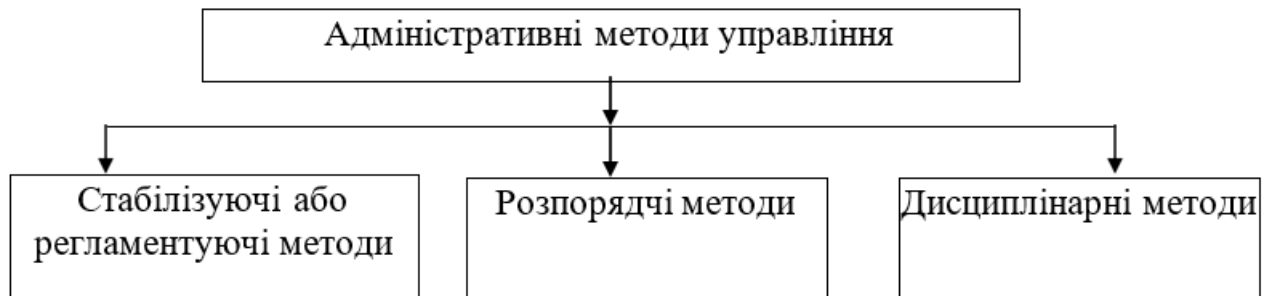 Адміністративні методи управління
Стабілізуючі або
регламентуючі методи
Розпорядчі методи
Дисциплінарні методи